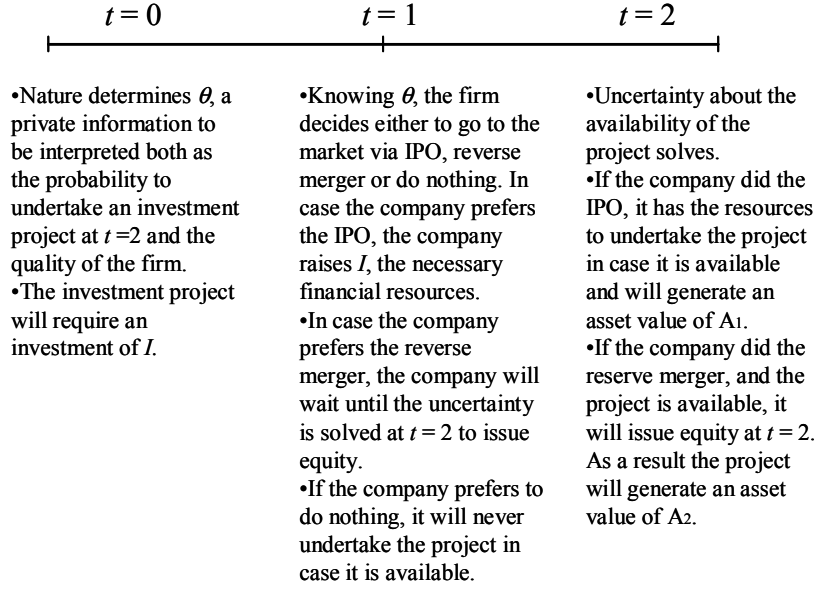 t = 0
t = 1
t = 2
•Nature determines θ, a
private information to
be interpreted both as
the probability to
undertake an investment
project at t =2 and the
quality of the firm.
•The investment project
will require an
investment of I.
•Knowing θ, the firm
decides either to go to the
market via IPO, reverse
merger or do nothing. In
case the company prefers
the IPO, the company
raises I, the necessary
financial resources.
•In case the company
prefers the reverse
merger, the company will
wait until the uncertainty
is solved at t = 2 to issue
equity.
•If the company prefers to
do nothing, it will never
undertake the project in
case it is available.
•Uncertainty about the
availability of the
project solves.
•If the company did the
IPO, it has the resources
to undertake the project
in case it is available
and will generate an
asset value of A1.
•If the company did the
reserve merger, and the
project is available, it
will issue equity at t = 2.
As a result the project
will generate an asset
value of A2.